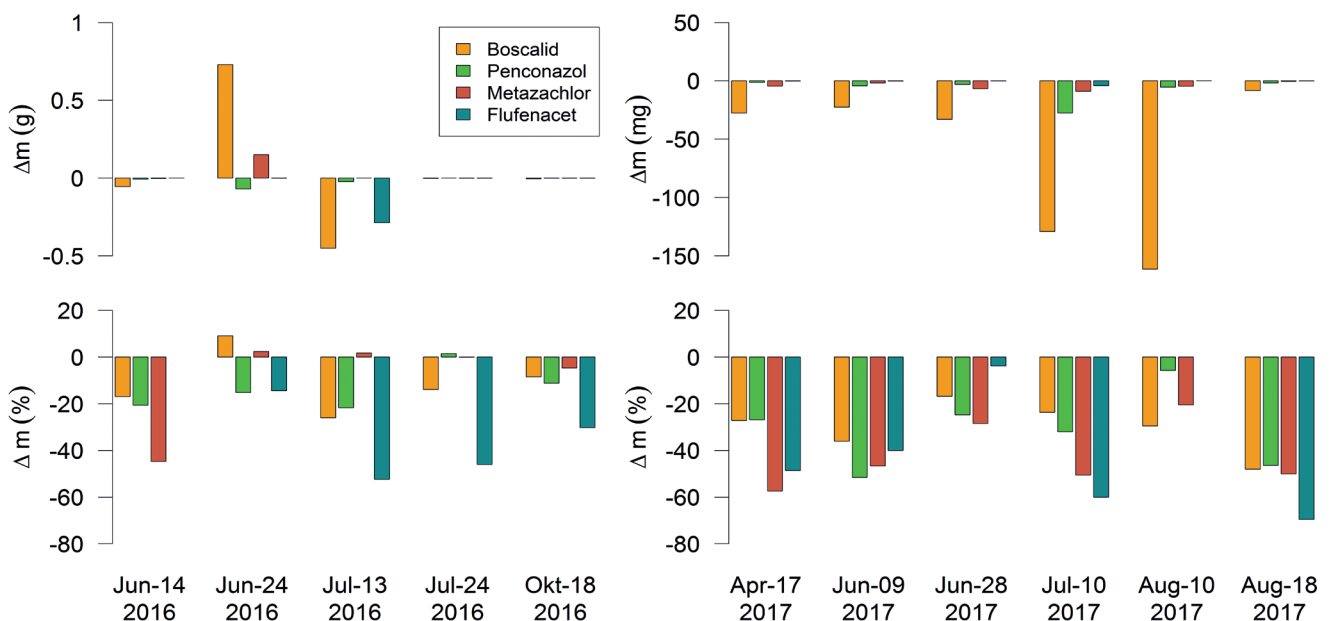 1
0.5
0
-0.5
Δm (g)
Boscalid
Penconazol
Metazachlor
Flufenacet
50
0
-50
-100
-150
Δm (mg)
20
0
-20
-40
-60
-80
Δ m (%)
Jun-14 Jun-24 Jul-13 Jul-24 Okt-18
2016 2016 2016 2016 2016
20
0
-20
-40
-60
-80
Δ m (%)
Apr-17 Jun-09 Jun-28 Jul-10 Aug-10 Aug-18
2017 2017 2017 2017 2017 2017